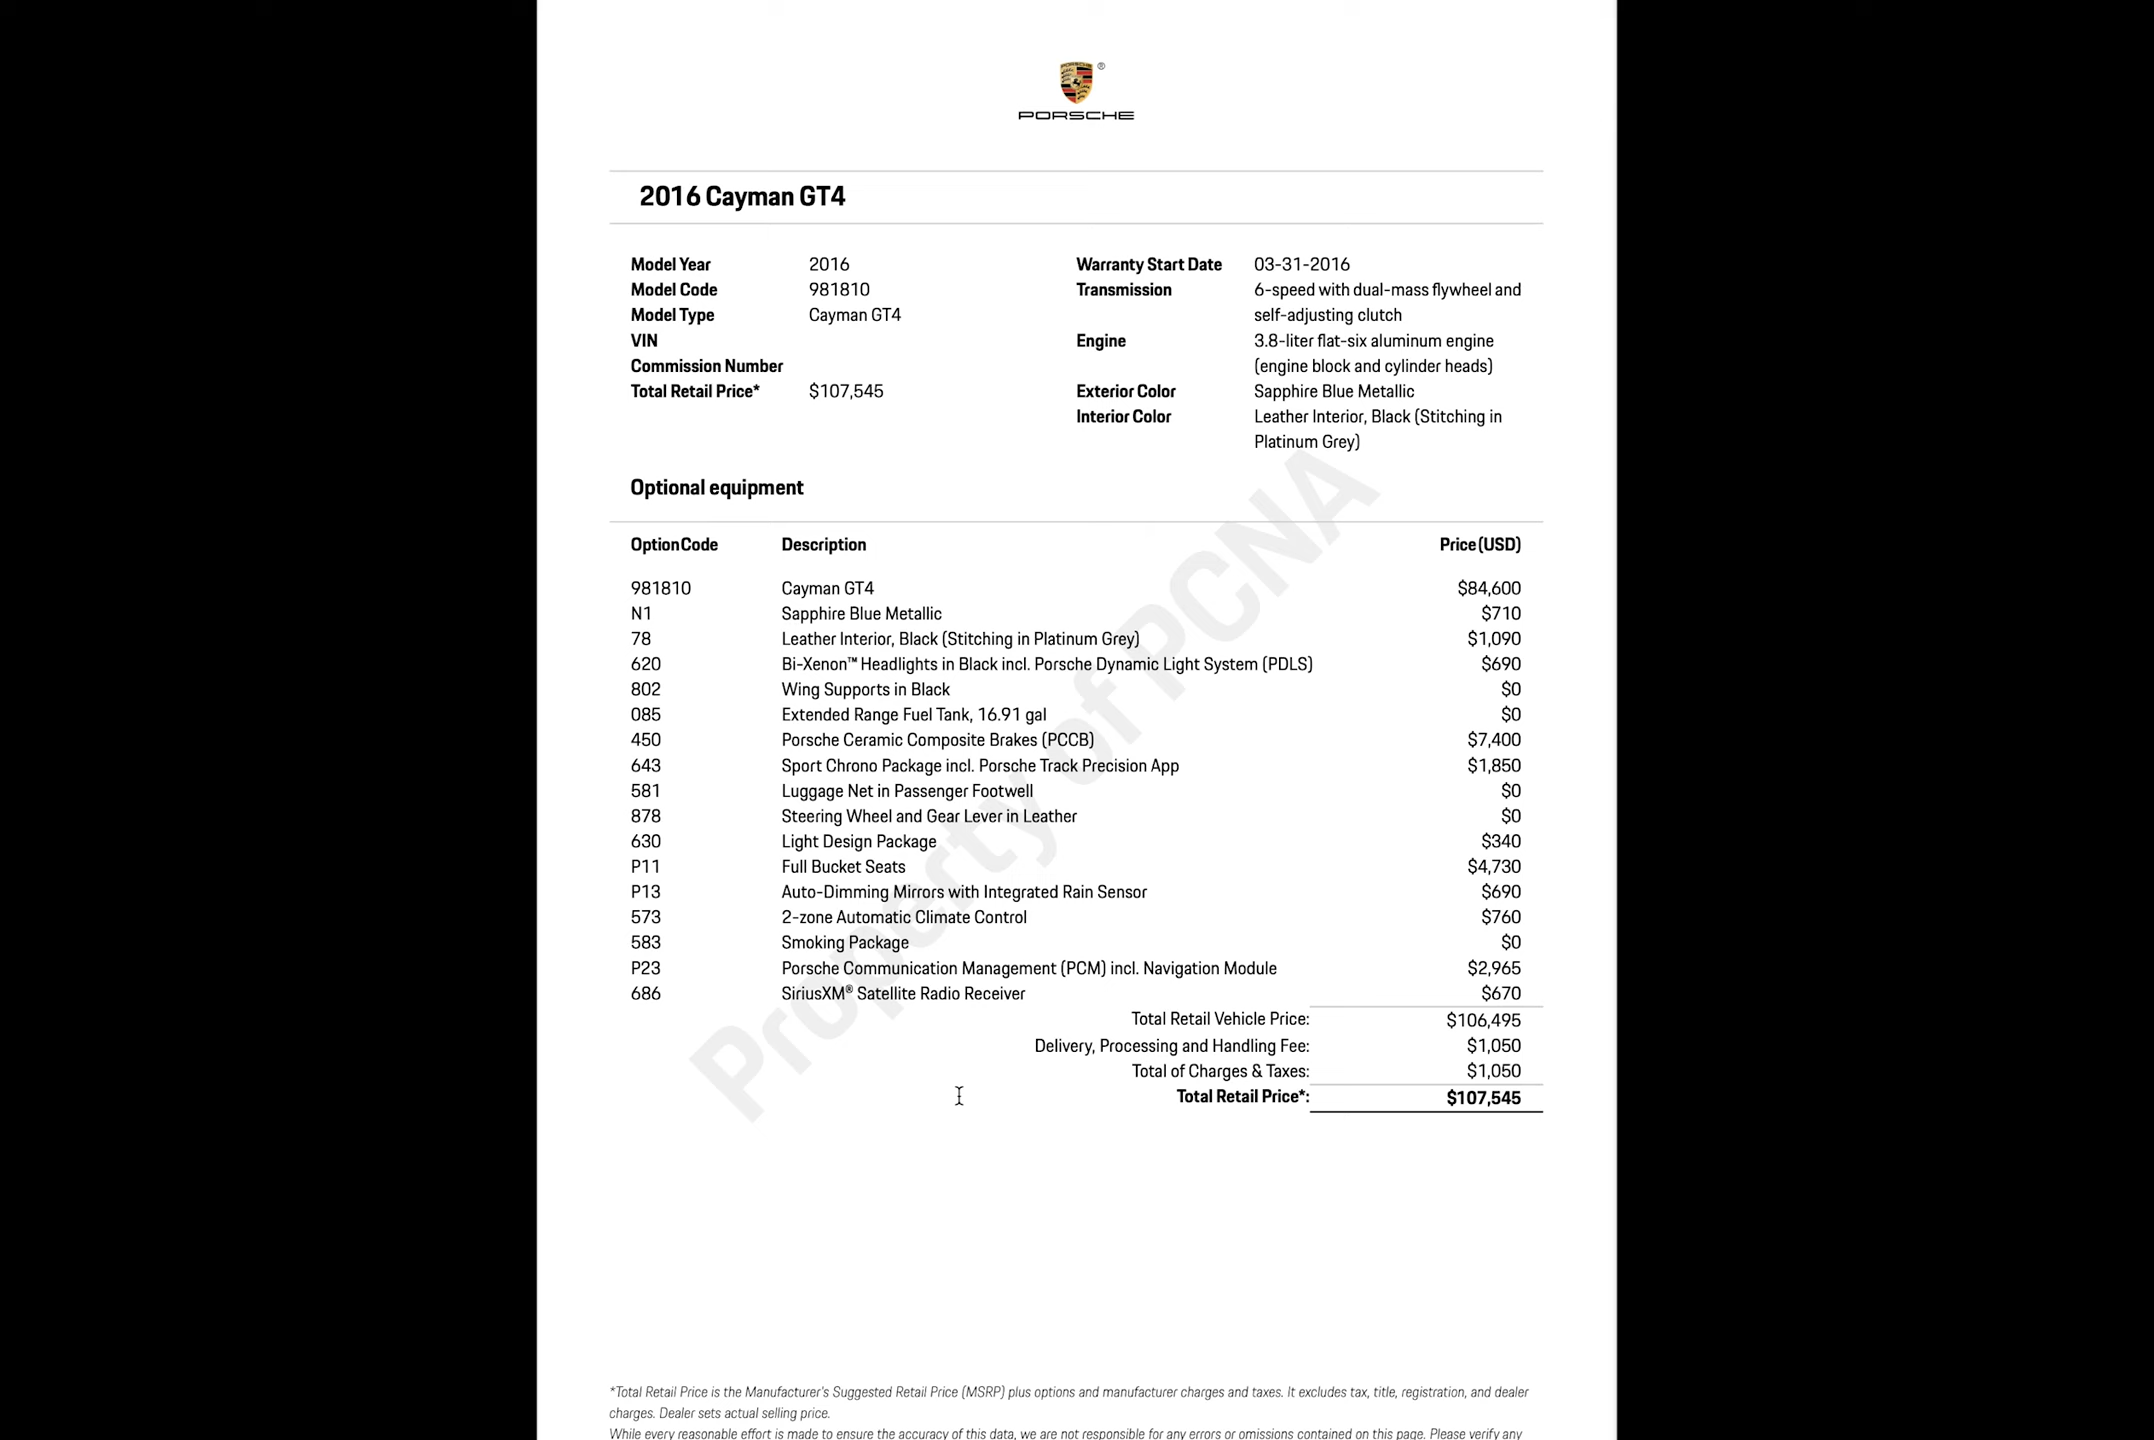 ®
PORSCHE
2016 Cayman GT4
Model Year 2016
Model Code 981810
Model Type Cayman GT4
VIN
Commission Number
Total Retail Price* $107,545
Warranty Start Date 03-31-2016
Transmission 6-speed with dual-mass flywheel and
self-adjusting clutch
Engine 3.8-liter flat-six aluminum engine
(engine block and cylinder heads)
Exterior Color Sapphire Blue Metallic
Interior Color Leather Interior, Black (Stitching in
Platinum Grey)
Optional equipment
Option Code Description Price (USD)
981810 Cayman GT4 $84,600
N1 Sapphire Blue Metallic $710
78 Leather Interior, Black (Stitching in Platinum Grey) $1,090
620 Bi-Xenon™ Headlights in Black incl. Porsche Dynamic Light System (PDLS) $690
802 Wing Supports in Black $0
085 Extended Range Fuel Tank, 16.91 gal $0
450 Porsche Ceramic Composite Brakes (PCCB) $7,400
643 Sport Chrono Package incl. Porsche Track Precision App $1,850
581 Luggage Net in Passenger Footwell $0
878 Steering Wheel and Gear Lever in Leather $0
630 Light Design Package $340
P11 Full Bucket Seats $4,730
P13 Auto-Dimming Mirrors with Integrated Rain Sensor $690
573 2-zone Automatic Climate Control $760
583 Smoking Package $0
P23 Porsche Communication Management (PCM) incl. Navigation Module $2,965
686 SiriusXM® Satellite Radio Receiver $670
Total Retail Vehicle Price: $106,495
Delivery, Processing and Handling Fee: $1,050
Total of Charges & Taxes: $1,050
Total Retail Price*: $107,545
Property of PCNA
*Total Retail Price is the Manufacturer's Suggested Retail Price (MSRP) plus options and manufacturer charges and taxes. It excludes tax, title, registration, and dealer
charges. Dealer sets actual selling price.
While every reasonable effort is made to ensure the accuracy of this data, we are not responsible for any errors or omissions contained on this page. Please verify any